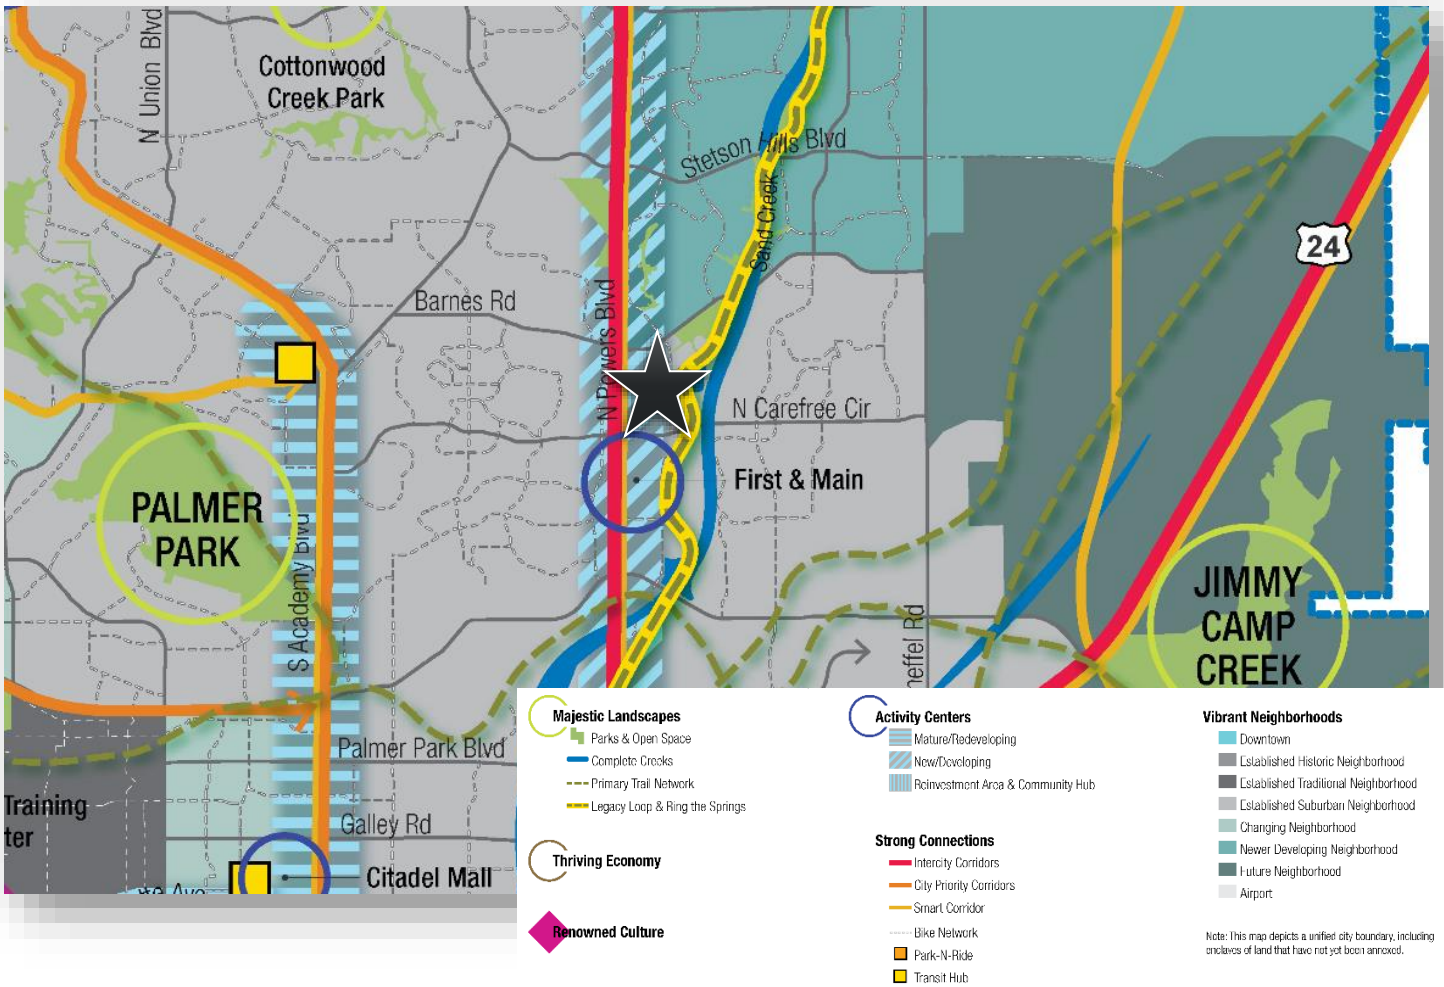 Cottonwood
Creek Park
N Union Blvd
Stetson Hills Blvd
Sand Creek
24
Barnes Rd
N Powers Blvd
N Carefree Cir
First & Main
PALMER
PARK
S Academy Blvd
JIMMY
CAMP
CREEK
Palmer Park Blvd
Training
ter
Galley Rd
Citadel Mall
Majestic Landscapes
Parks & Open Space
Complete Creeks
Primary Trail Network
Legacy Loop & Ring the Springs
Thriving Economy
Renowned Culture
Activity Centers
Mature/Redeveloping
New/Developing
Reinvestment Area & Community Hub
Strong Connections
Intercity Corridors
City Priority Corridors
Smart Corridor
Bike Network
Park-N-Ride
Transit Hub
Vibrant Neighborhoods
Downtown
Established Historic Neighborhood
Established Traditional Neighborhood
Established Suburban Neighborhood
Changing Neighborhood
Newer Developing Neighborhood
Future Neighborhood
Airport
Note: This map depicts a unified city boundary, including
enclaves of land that have not yet been annexed.